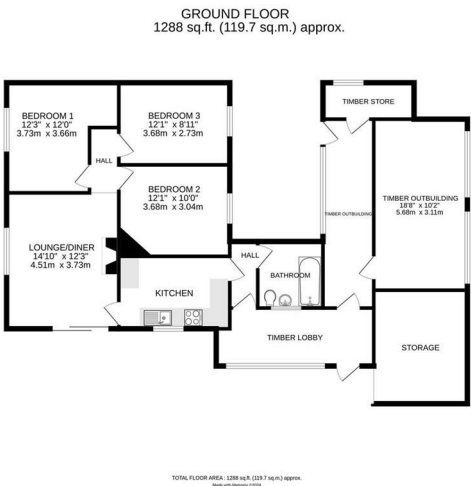 GROUND FLOOR
1288 sq.ft. (119.7 sq.m.) approx.
TIMBER STORE
BEDROOM 1
12'3" x 12'0"
3.73m x 3.66m
BEDROOM 3
12'1" x 8'11"
3.68m x 2.73m
HALL
BEDROOM 2
12'1" x 10'0"
3.68m x 3.04m
TIMBER OUTBUILDING
TIMBER OUTBUILDING
18'8" x 10'2"
5.68m x 3.11m
LOUNGE/DINER
14'10" x 12'3"
4.51m x 3.73m
HALL
BATHROOM
KITCHEN
TIMBER LOBBY
STORAGE
TOTAL FLOOR AREA : 1288 sq.ft. (119.7 sq.m.) approx.
Made with Metropix ©2024